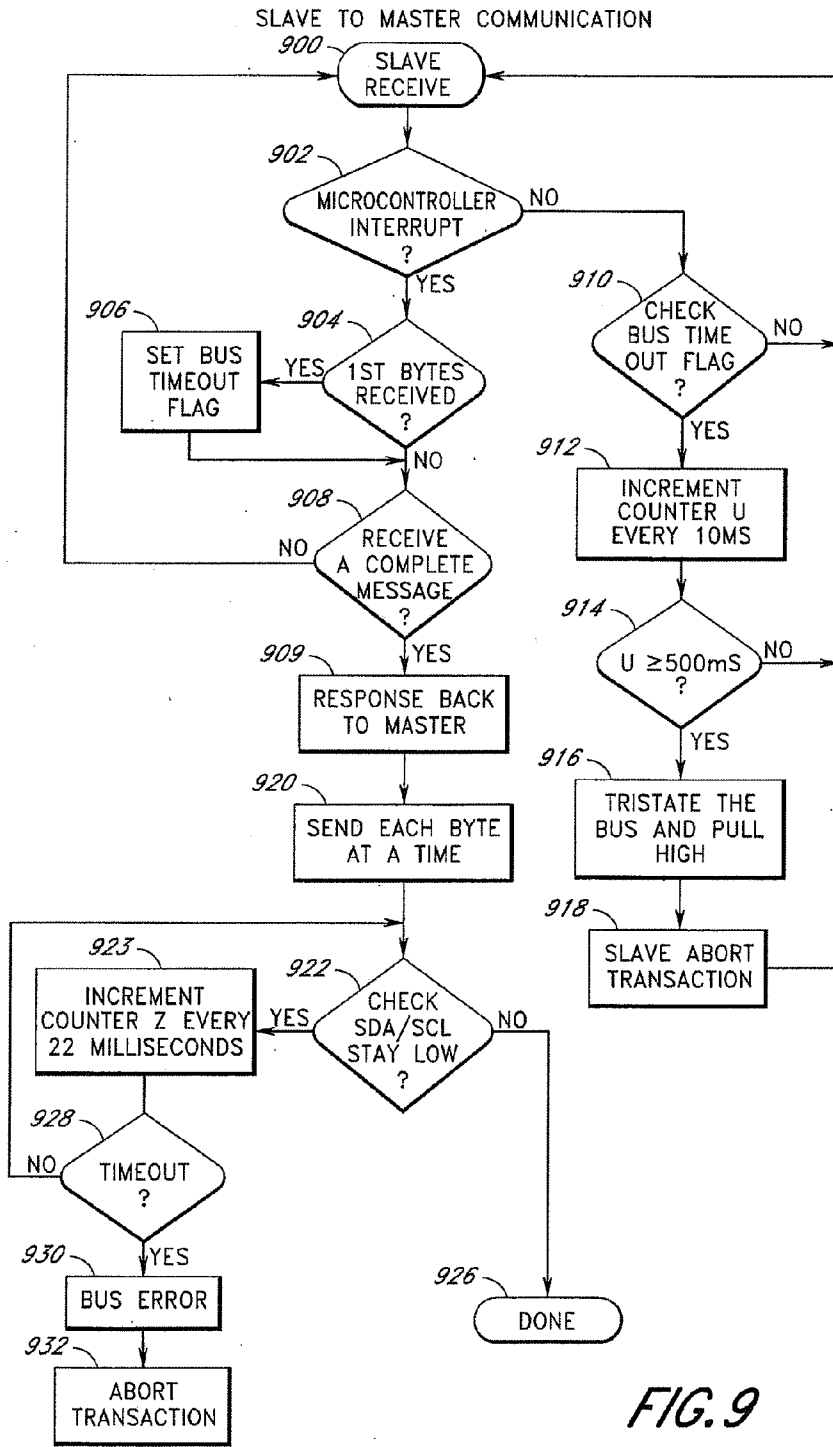 SLAVE TO MASTER COMMUNICATION
900
SLAVE
RECEIVE
902
MICROCONTROLLER
INTERRUPT
?
NO
YES
904
1ST BYTES
RECEIVED
?
YES
NO
906
SET BUS
TIMEOUT
FLAG
908
RECEIVE
A COMPLETE
MESSAGE
?
NO
YES
909
RESPONSE BACK
TO MASTER
920
SEND EACH BYTE
AT A TIME
922
CHECK
SDA/SCL
STAY LOW
?
YES
NO
923
INCREMENT
COUNTER Z EVERY
22 MILLISECONDS
928
TIMEOUT
?
NO
YES
930
BUS ERROR
932
ABORT
TRANSACTION
926
DONE
910
CHECK
BUS TIME
OUT FLAG
?
NO
YES
912
INCREMENT
COUNTER U
EVERY 10MS
914
U ≥500mS
?
NO
YES
916
TRISTATE THE
BUS AND PULL
HIGH
918
SLAVE ABORT
TRANSACTION
FIG. 9